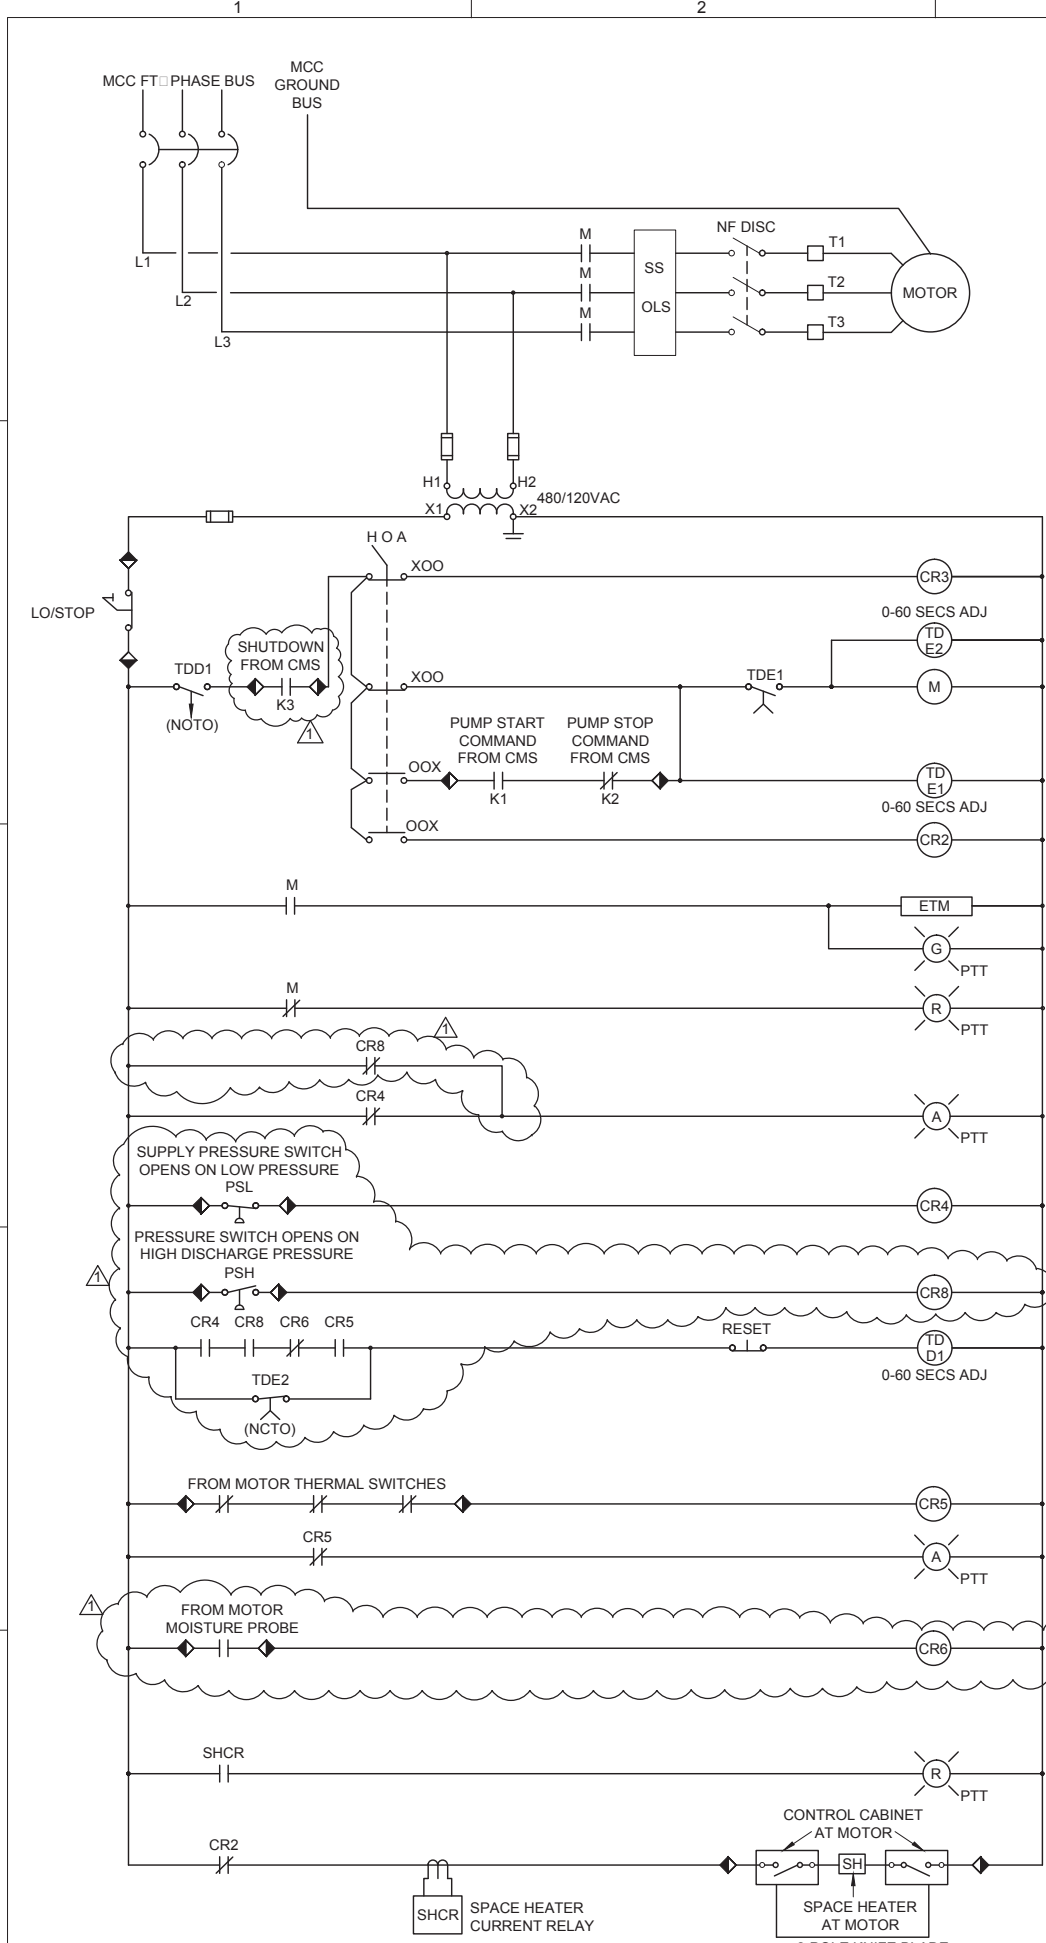 1
2
MCC FT□PHASE BUS
MCC
GROUND
BUS
L1
L2
L3
M
M
M
SS
OLS
NF DISC
T1
T2
T3
MOTOR
H1
H2
480/120VAC
X1
X2
H O A
XOO
CR3
0-60 SECS ADJ
LO/STOP
TD
E2
SHUTDOWN
FROM CMS
TDD1
(NOTO)
K3
1
XOO
TDE1
M
PUMP START
COMMAND
FROM CMS
PUMP STOP
COMMAND
FROM CMS
OOX
K1
K2
TD
E1
0-60 SECS ADJ
OOX
CR2
M
ETM
G
PTT
M
R
PTT
1
CR8
CR4
A
PTT
SUPPLY PRESSURE SWITCH
OPENS ON LOW PRESSURE
PSL
CR4
PRESSURE SWITCH OPENS ON
HIGH DISCHARGE PRESSURE
1
PSH
CR8
CR4 CR8 CR6 CR5
RESET
TD
D1
0-60 SECS ADJ
TDE2
(NCTO)
FROM MOTOR THERMAL SWITCHES
CR5
CR5
A
PTT
1
FROM MOTOR
MOISTURE PROBE
CR6
SHCR
R
PTT
CR2
CONTROL CABINET
AT MOTOR
SH
SHCR
SPACE HEATER
CURRENT RELAY
SPACE HEATER
AT MOTOR